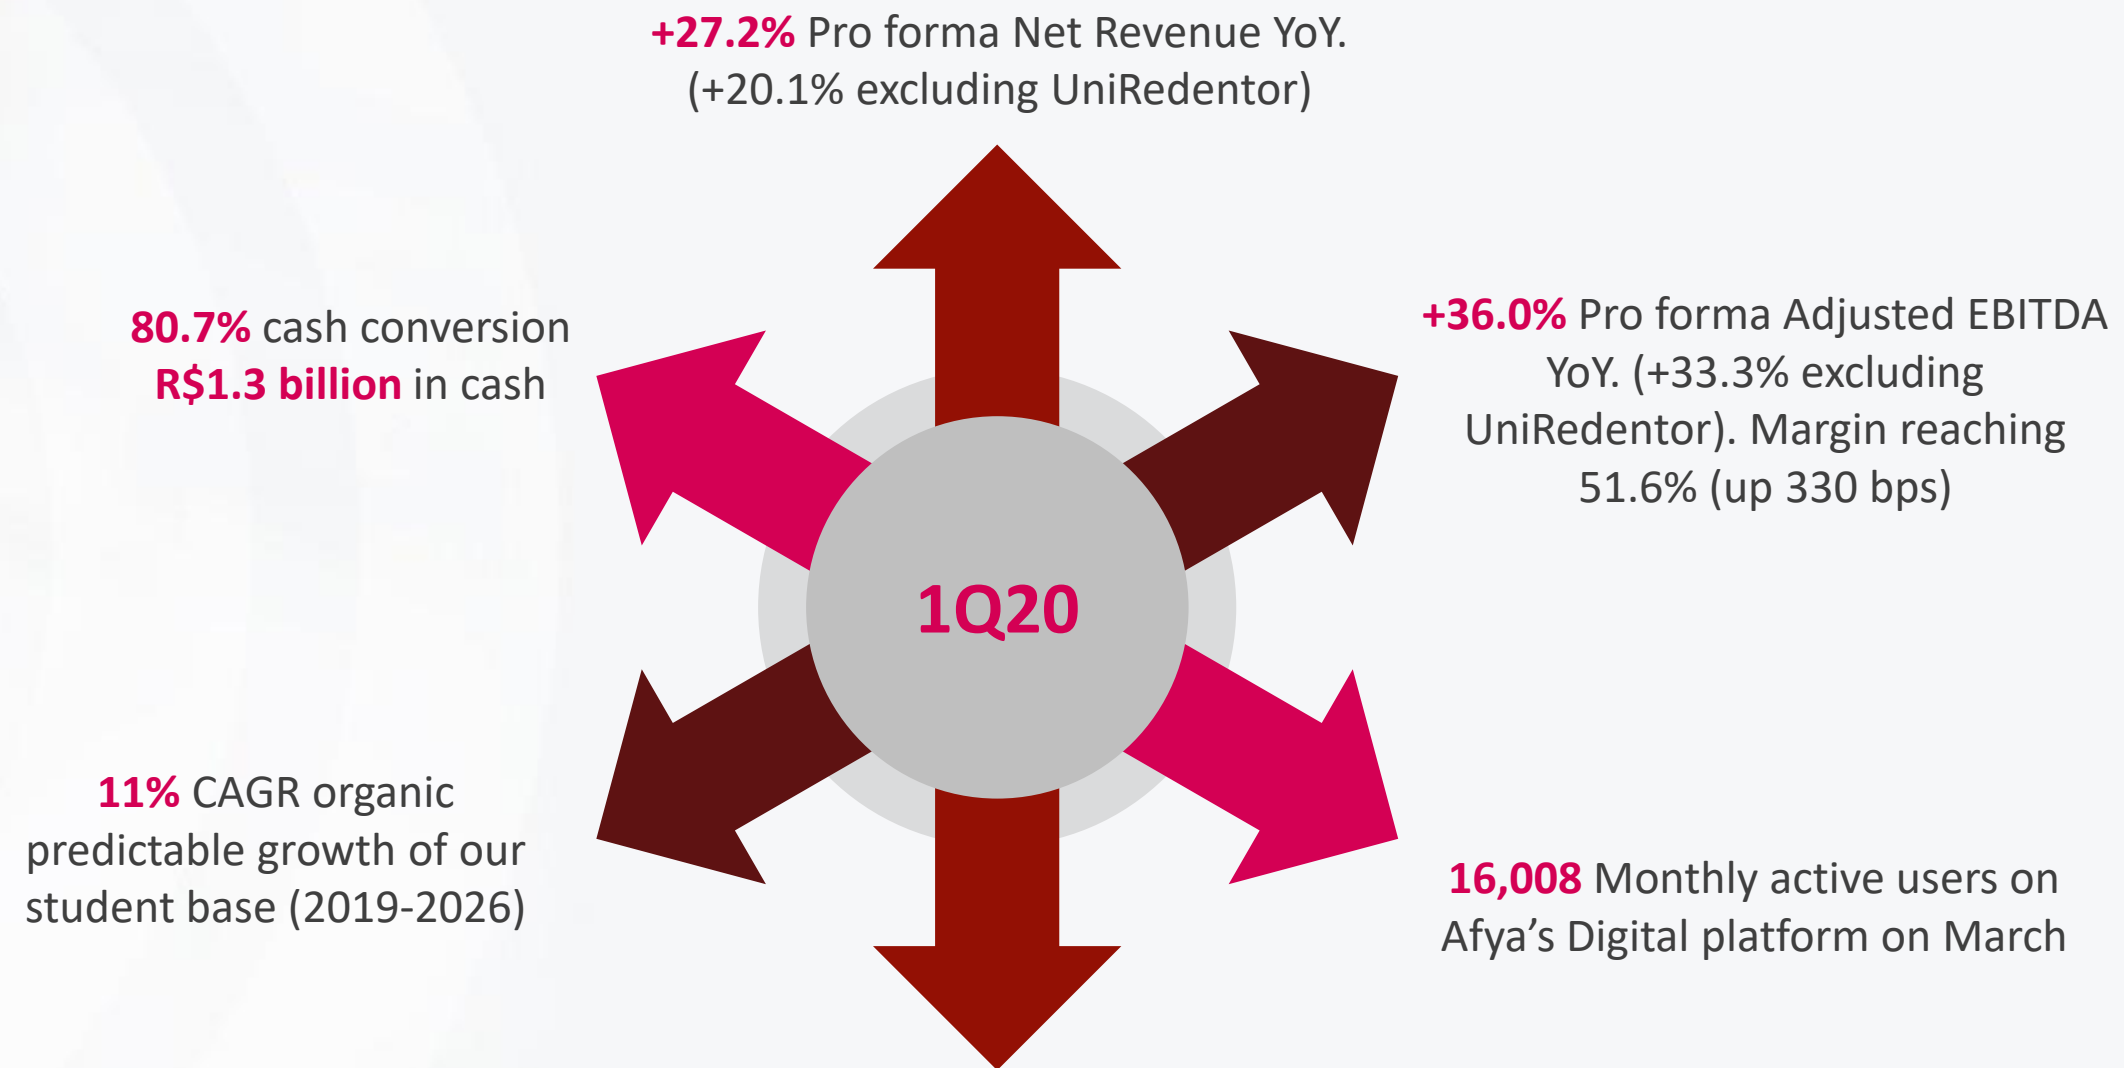 +27.2% Pro forma Net Revenue YoY.
(+20.1% excluding UniRedentor)
80.7% cash conversion
R$1.3 billion in cash
+36.0% Pro forma Adjusted EBITDA
YoY. (+33.3% excluding
UniRedentor). Margin reaching
51.6% (up 330 bps)
1Q20
11% CAGR organic
predictable growth of our
student base (2019-2026)
16,008 Monthly active users on
Afya’s Digital platform on March